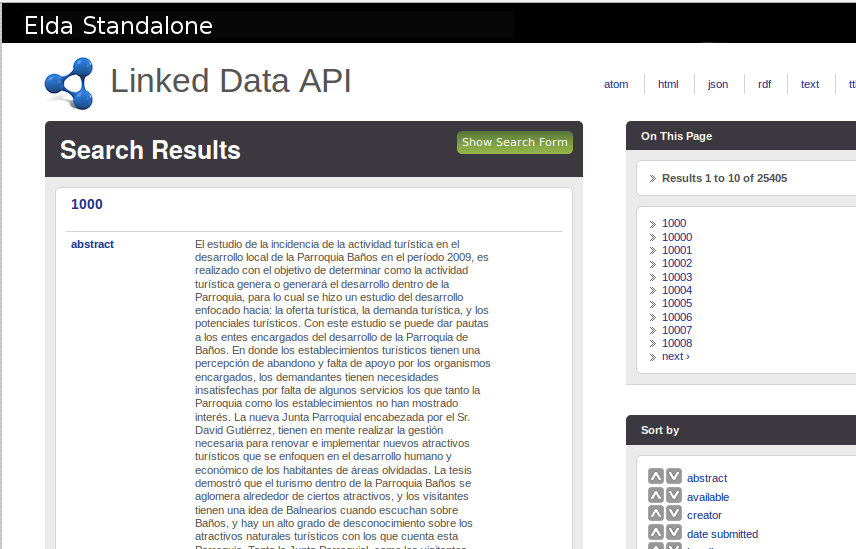 Elda Standalone
Linked Data API
atom html json rdf text
Search Results
Show Search Form
1000
abstract
El estudio de la incidencia de la actividad turística en el
desarrollo local de la Parroquia Baños en el período 2009, es
realizado con el objetivo de determinar como la actividad
turística genera o generará el desarrollo dentro de la
Parroquia, para lo cual se hizo un estudio del desarrollo
enfocado hacia: la oferta turística, la demanda turística, y los
potenciales turísticos. Con este estudio se puede dar pautas
a los entes encargados del desarrollo de la Parroquia de
Baños. En donde los establecimientos turísticos tienen una
percepción de abandono y falta de apoyo por los organismos
encargados, los demandantes tienen necesidades
insatisfechas por falta de algunos servicios los que tanto la
Parroquia como los establecimientos no han mostrado
interés. La nueva Junta Parroquial encabezada por el Sr.
David Gutiérrez, tienen en mente realizar la gestión
necesaria para renovar e implementar nuevos atractivos
turísticos que se enfoquen en el desarrollo humano y
económico de los habitantes de áreas olvidadas. La tesis
demostró que el turismo dentro de la Parroquia Baños se
aglomera alrededor de ciertos atractivos, y los visitantes
tienen una idea de Balnearios cuando escuchan sobre
Baños, y hay un alto grado de desconocimiento sobre los
atractivos naturales turísticos con los que cuenta esta
On This Page
Results 1 to 10 of 25405
1000
10000
10001
10002
10003
10004
10005
10006
10007
10008
next ›
Sort by
abstract
available
creator
date submitted